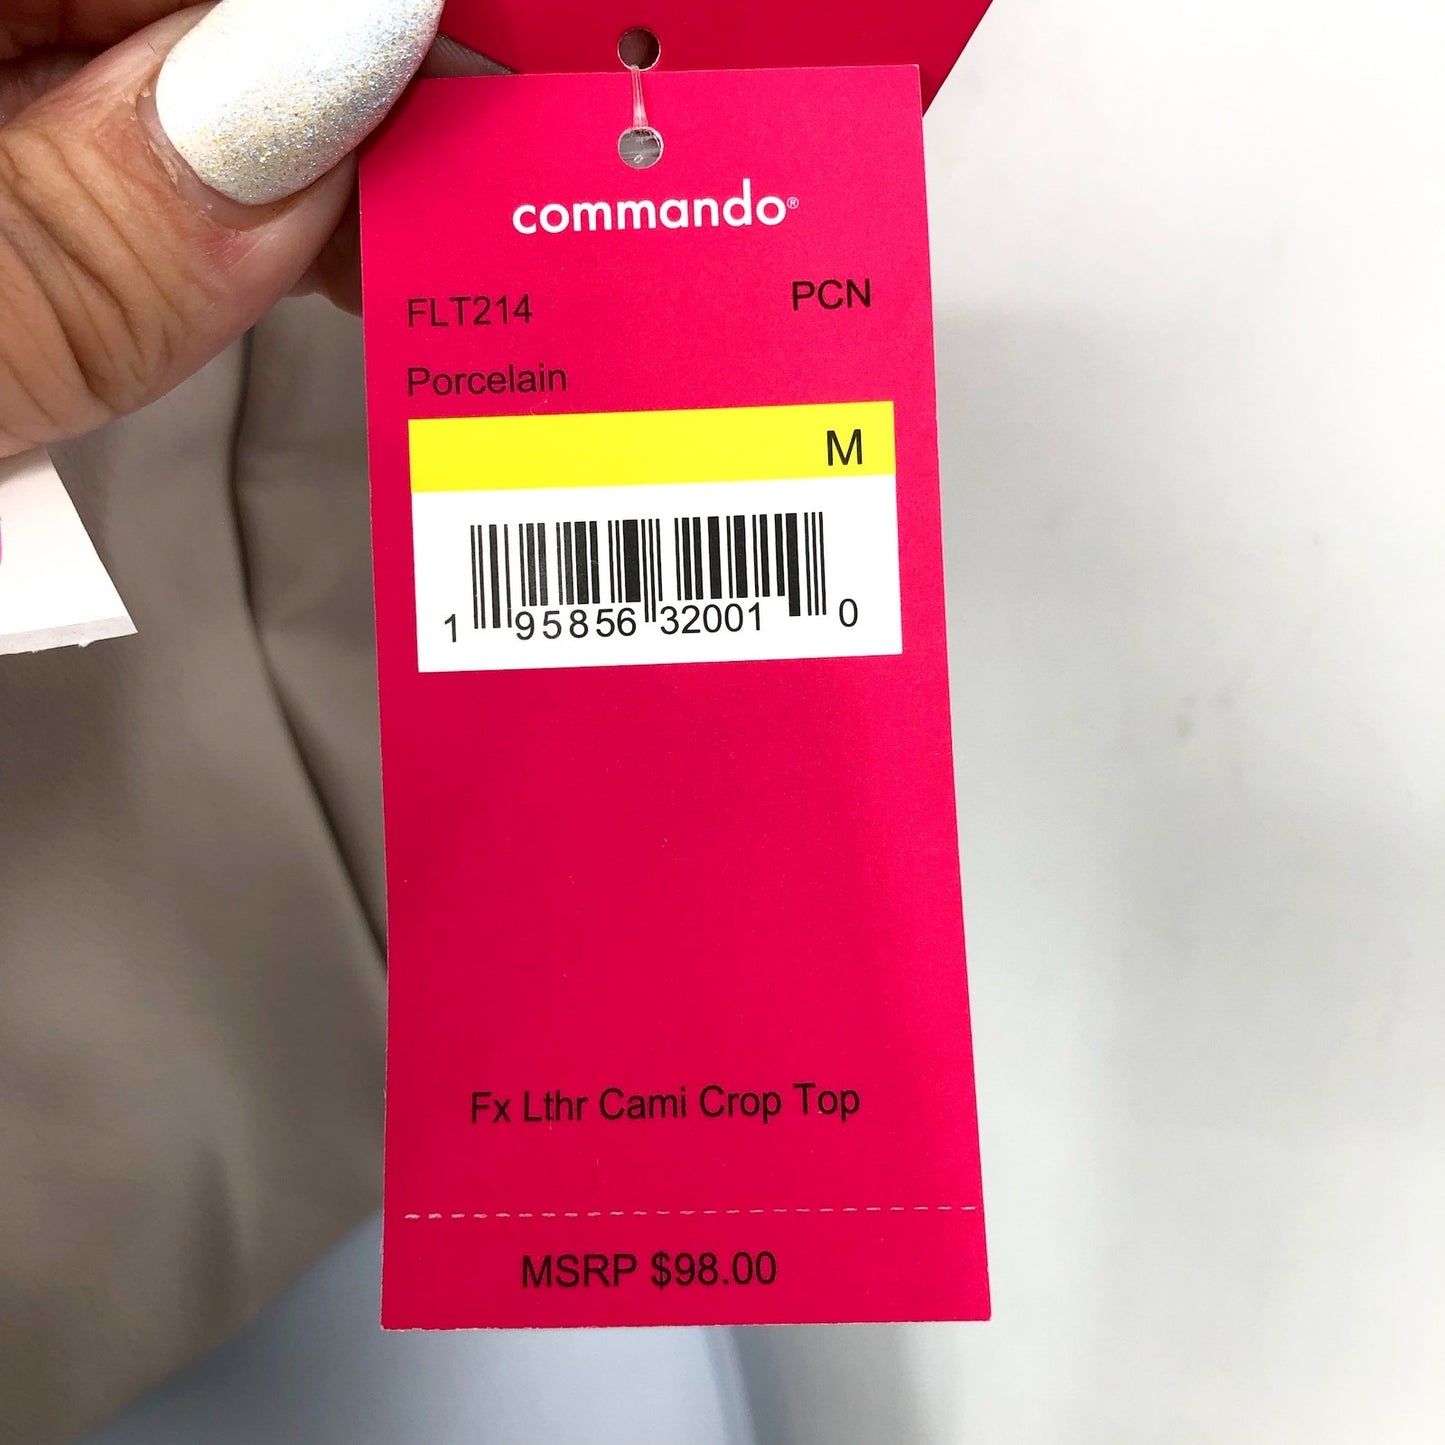 commando®
FLT214 PCN
Porcelain
M
1 95856 32001 0
Fx Lthr Cami Crop Top
MSRP $98.00